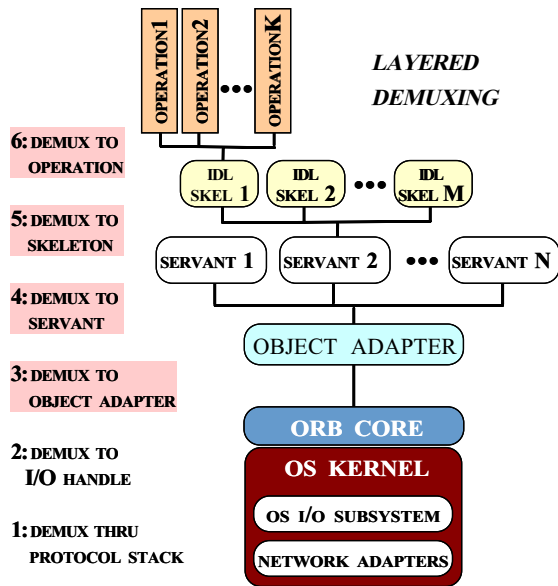 OPERATION1
OPERATION2
OPERATIONK
LAYERED
DEMUXING
6: DEMUX TO
OPERATION
IDL
SKEL 1
IDL
SKEL 2
IDL
SKEL M
5: DEMUX TO
SKELETON
SERVANT 1
SERVANT 2
SERVANT N
4: DEMUX TO
SERVANT
OBJECT ADAPTER
3: DEMUX TO
OBJECT ADAPTER
ORB CORE
2: DEMUX TO
I/O HANDLE
OS KERNEL
OS I/O SUBSYSTEM
1: DEMUX THRU
PROTOCOL STACK
NETWORK ADAPTERS